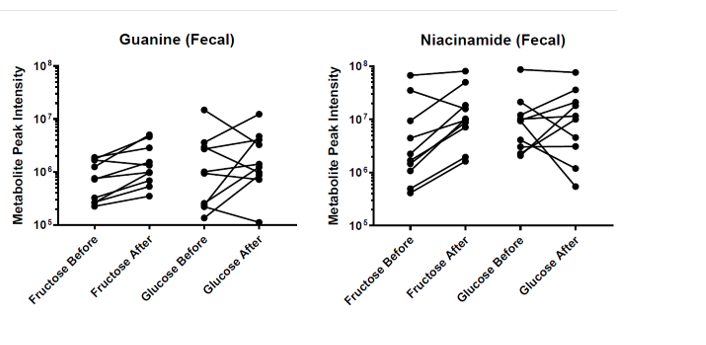 Guanine (Fecal)
Metabolite Peak Intensity
10⁸
10⁷
10⁶
10⁵
Fructose Before
Fructose After
Glucose Before
Glucose After
Niacinamide (Fecal)
Metabolite Peak Intensity
10⁸
10⁷
10⁶
10⁵
Fructose Before
Fructose After
Glucose Before
Glucose After